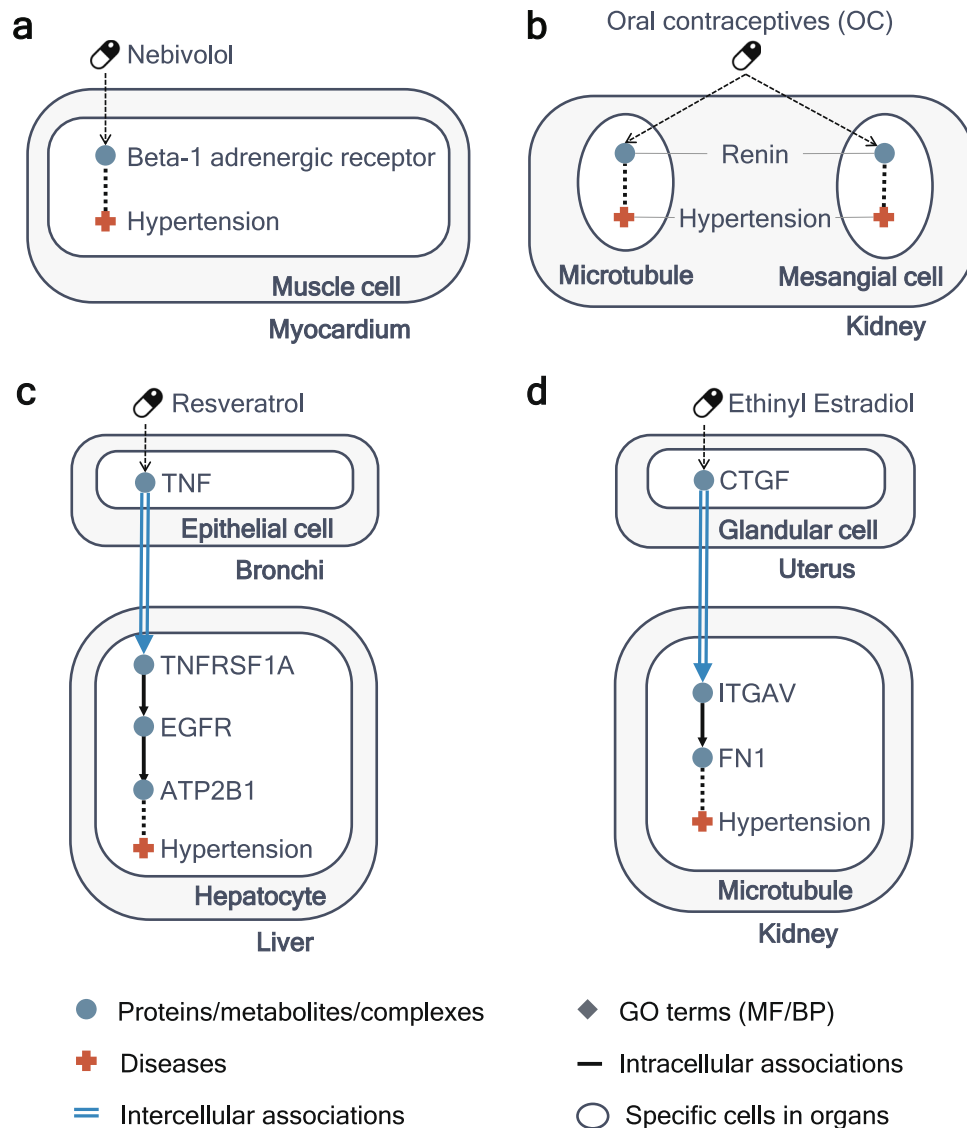 a
Nebivolol
Beta-1 adrenergic receptor
Hypertension
Muscle cell
Myocardium
b
Oral contraceptives (OC)
Renin
Hypertension
Microtubule
Mesangial cell
Kidney
c
Resveratrol
TNF
Epithelial cell
Bronchi
TNFRSF1A
EGFR
ATP2B1
Hypertension
Hepatocyte
Liver
d
Ethinyl Estradiol
CTGF
Glandular cell
Uterus
ITGAV
FN1
Hypertension
Microtubule
Kidney
Proteins/metabolites/complexes
Diseases
Intercellular associations
GO terms (MF/BP)
Intracellular associations
Specific cells in organs